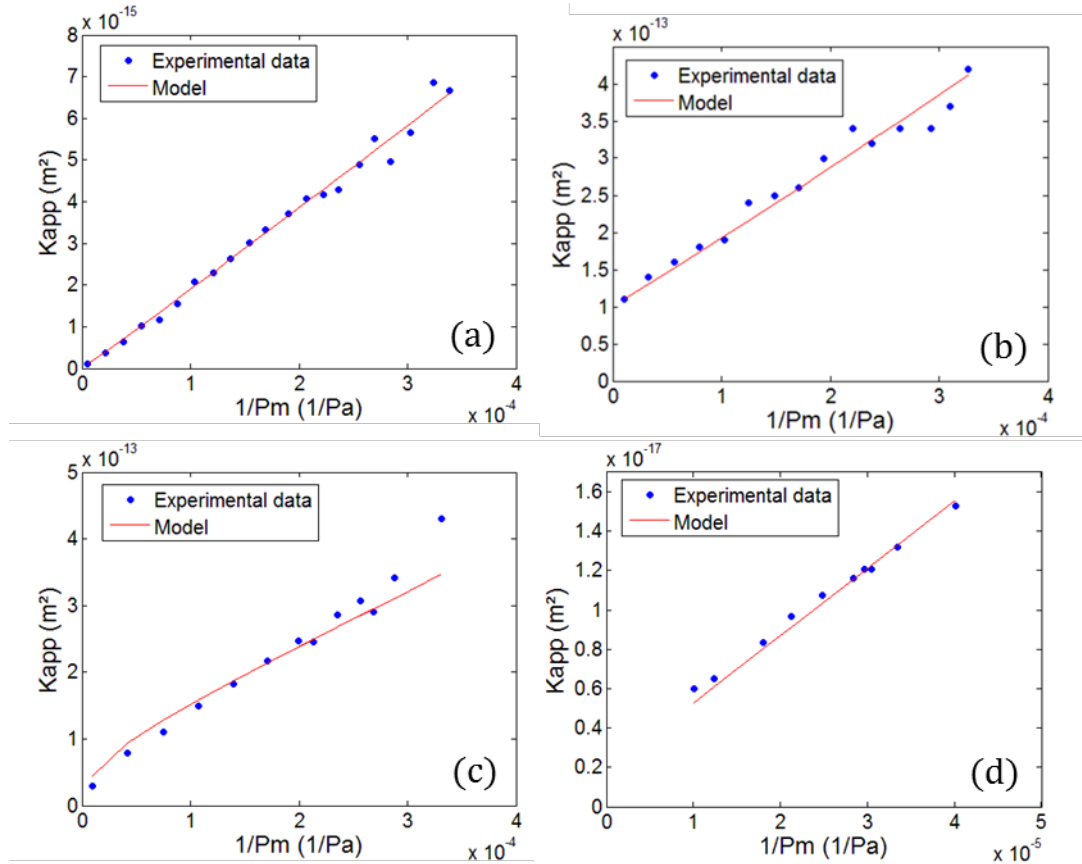 x 10⁻¹⁵
8
7
6
5
4
3
2
1
0
Kapp (m²)
Experimental data
Model
(a)
0 1 2 3 4
1/Pm (1/Pa)
x 10⁻⁴
x 10⁻¹³
4
3.5
3
2.5
2
1.5
1
0.5
0
Kapp (m²)
Experimental data
Model
(b)
0 1 2 3 4
1/Pm (1/Pa)
x 10⁻⁴
x 10⁻¹³
5
4
3
2
1
0
Kapp (m²)
Experimental data
Model
(c)
0 1 2 3 4
1/Pm (1/Pa)
x 10⁻⁴
x 10⁻¹⁷
1.6
1.4
1.2
1
0.8
0.6
0.4
0.2
0
Kapp (m²)
Experimental data
Model
(d)
0 1 2 3 4 5
1/Pm (1/Pa)
x 10⁻⁵